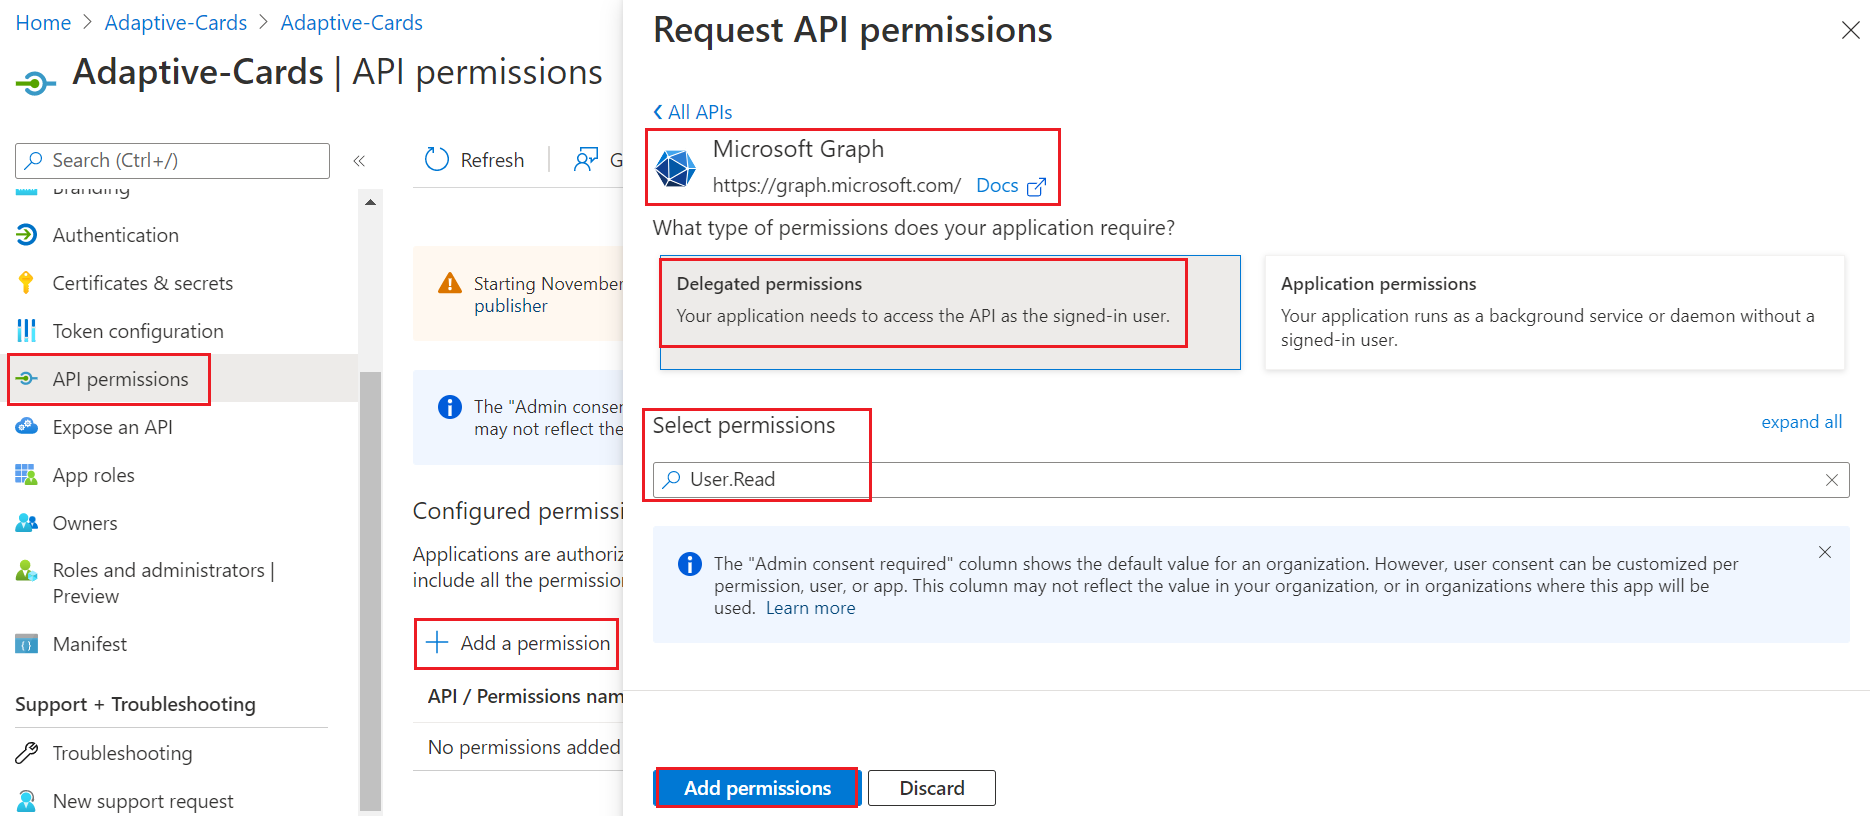 Home > Adaptive-Cards > Adaptive-Cards
Adaptive-Cards | API permissions
Search (Ctrl+/)
«
Branding
Authentication
Certificates & secrets
Token configuration
API permissions
Expose an API
App roles
Owners
Roles and administrators |
Preview
Manifest
Support + Troubleshooting
Troubleshooting
New support request
Refresh
G
Starting November
publisher
The "Admin conser
may not reflect the
Configured permissi
Applications are authoriz
include all the permission
Add a permission
API / Permissions nam
No permissions added
Request API permissions
All APIs
Microsoft Graph
https://graph.microsoft.com/ Docs
What type of permissions does your application require?
Delegated permissions
Your application needs to access the API as the signed-in user.
Application permissions
Your application runs as a background service or daemon without a
signed-in user.
Select permissions
expand all
User.Read
The "Admin consent required" column shows the default value for an organization. However, user consent can be customized per
permission, user, or app. This column may not reflect the value in your organization, or in organizations where this app will be
used. Learn more
Add permissions
Discard